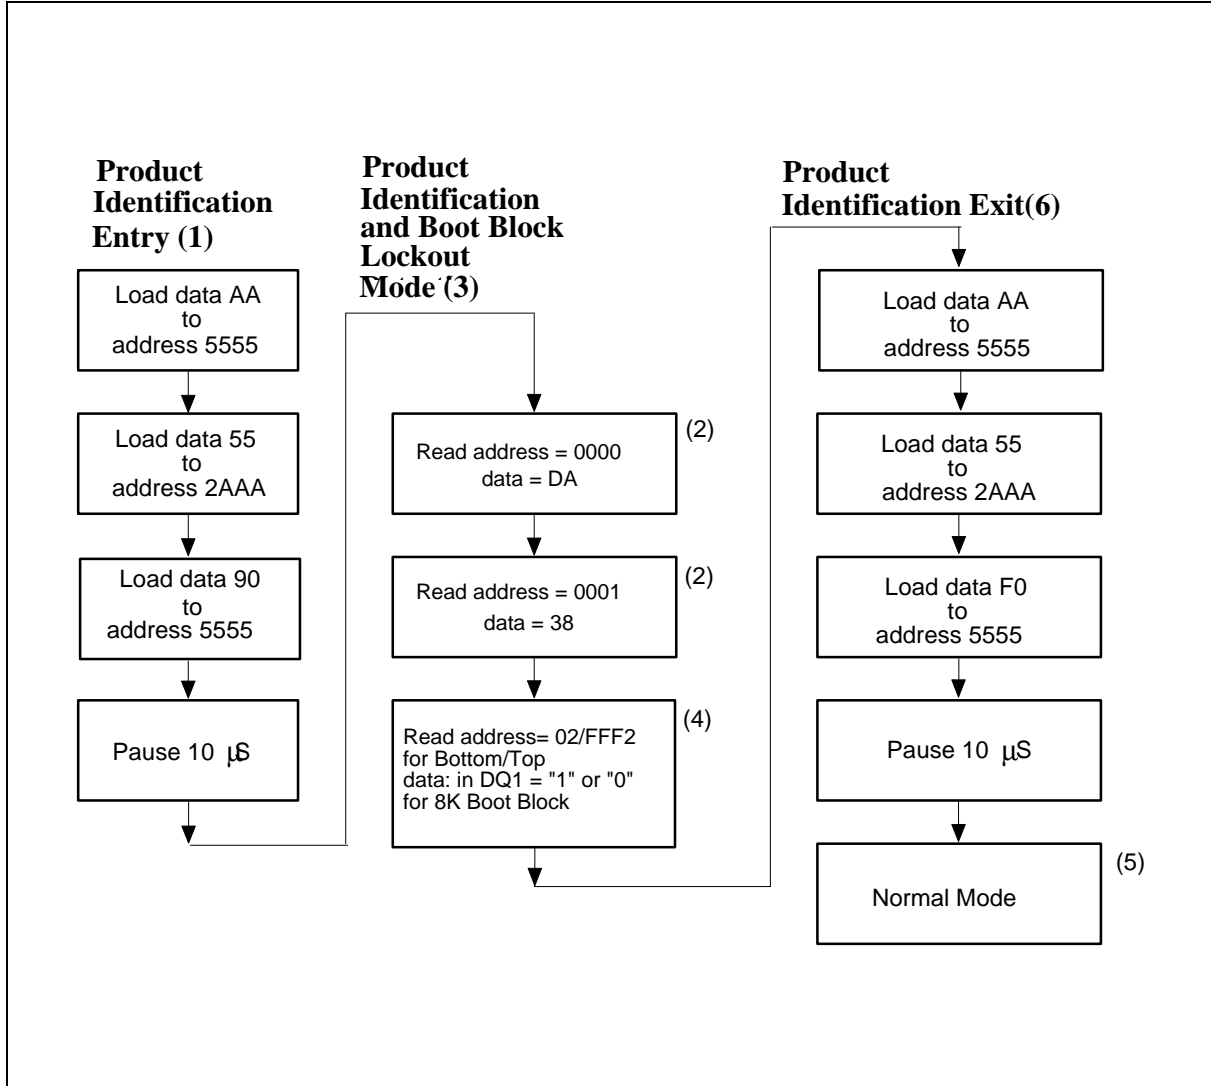 Product
Identification
Entry (1)
Load data AA
to
address 5555
Load data 55
to
address 2AAA
Load data 90
to
address 5555
Pause 10 μS
Product
Identification
and Boot Block
Lockout
Mode (3)
Read address = 0000
data = DA
(2)
Read address = 0001
data = 38
(2)
Read address= 02/FFF2
for Bottom/Top
data: in DQ1 = "1" or "0"
for 8K Boot Block
(4)
Product
Identification Exit(6)
Load data AA
to
address 5555
Load data 55
to
address 2AAA
Load data F0
to
address 5555
Pause 10 μS
Normal Mode
(5)